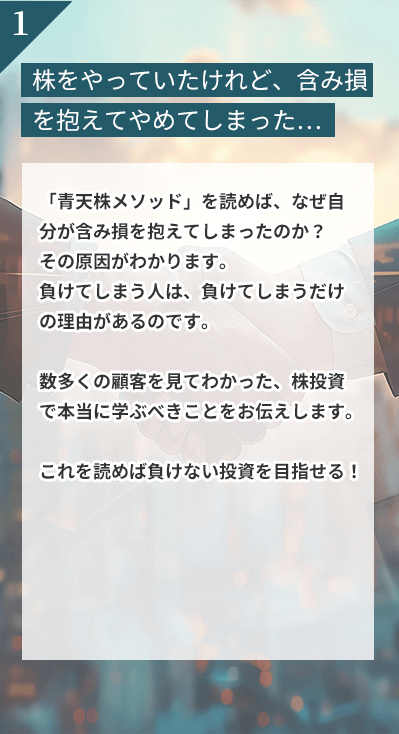 1
株をやっていたけれど、含み損
を抱えてやめてしまった…
「青天株メソッド」を読めば、なぜ自
分が含み損を抱えてしまったのか？
その原因がわかります。
負けてしまう人は、負けてしまうだけ
の理由があるのです。
数多くの顧客を見てわかった、株投資
で本当に学ぶべきことをお伝えします。
これを読めば負けない投資を目指せる！